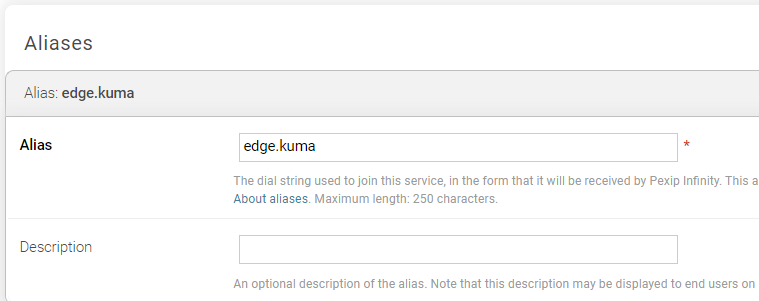 Aliases
Alias: edge.kuma
Alias
edge.kuma
*
The dial string used to join this service, in the form that it will be received by Pexip Infinity. This a
About aliases. Maximum length: 250 characters.
Description
An optional description of the alias. Note that this description may be displayed to end users on